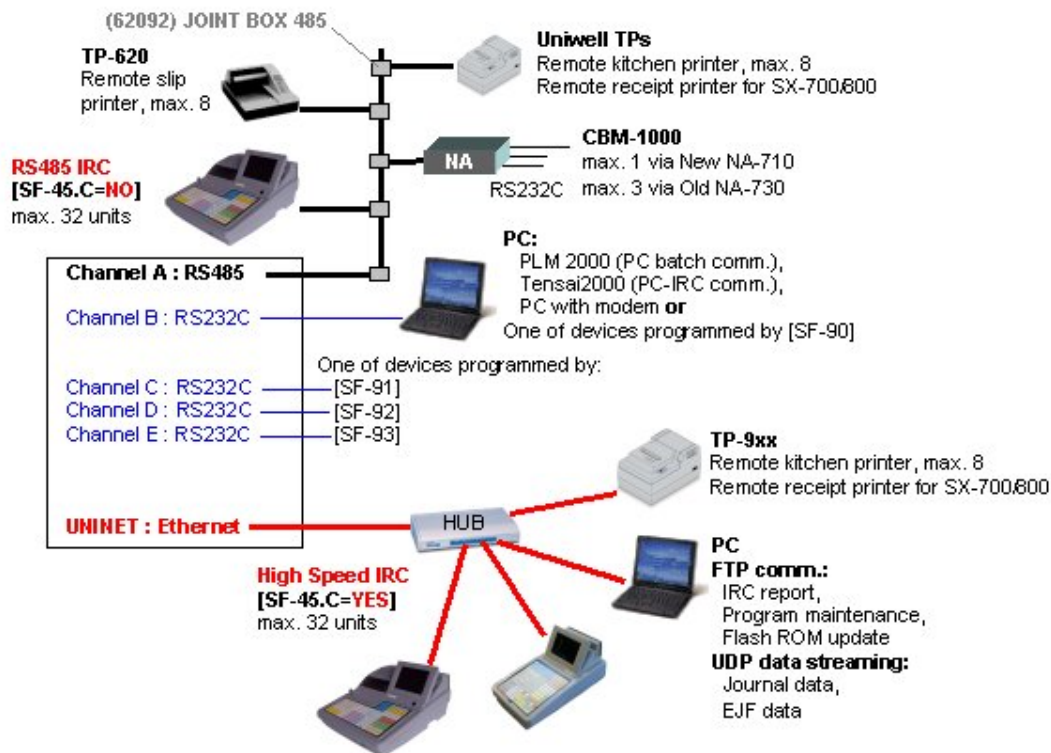 (62092) JOINT BOX 485
TP-620
Remote slip
printer, max. 8
Uniwell TPs
Remote kitchen printer, max. 8
Remote receipt printer for SX-700/800
RS485 IRC
[SF-45.C=NO]
max. 32 units
NA
RS232C
CBM-1000
max. 1 via New NA-710
max. 3 via Old NA-730
Channel A : RS485
Channel B : RS232C
Channel C : RS232C
Channel D : RS232C
Channel E : RS232C
UNINET : Ethernet
PC:
PLM 2000 (PC batch comm.),
Tensai2000 (PC-IRC comm.),
PC with modem or
One of devices programmed by [SF-90]
One of devices programmed by:
[SF-91]
[SF-92]
[SF-93]
HUB
TP-9xx
Remote kitchen printer, max. 8
Remote receipt printer for SX-700/800
High Speed IRC
[SF-45.C=YES]
max. 32 units
PC
FTP comm.:
IRC report,
Program maintenance,
Flash ROM update
UDP data streaming:
Journal data,
EJF data